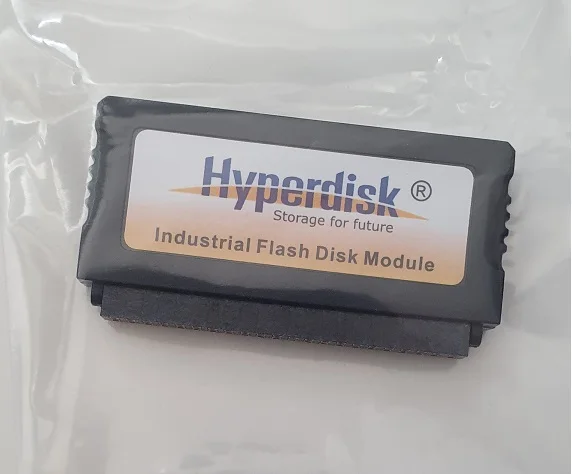 Hyperdisk ®
Storage for future
Industrial Flash Disk Module